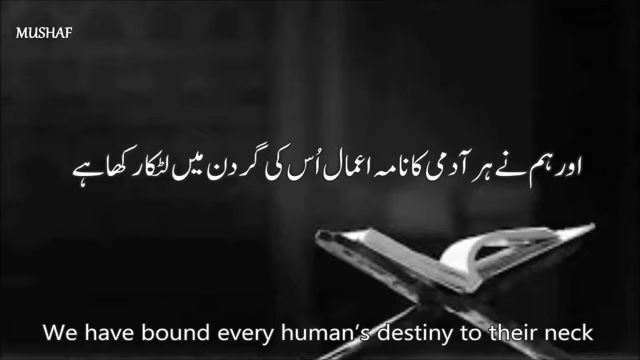 MUSHAF
اور ہم نے ہر آدمی کا نامہ اعمال اُس کی گردن میں لٹکا رکھا ہے
We have bound every human's destiny to their neck